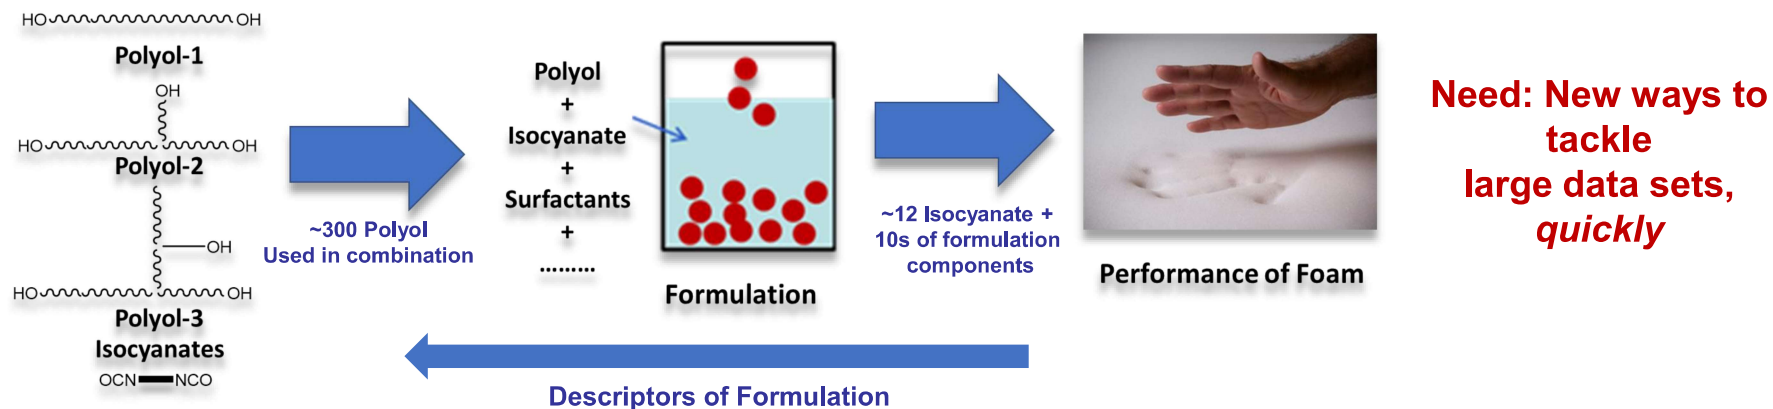 HO OH
Polyol-1
OH
HO OH
Polyol-2
OH
HO OH
Polyol-3
Isocyanates
OCN NCO
~300 Polyol
Used in combination
Polyol
+
Isocyanate
+
Surfactants
+
.........
Formulation
~12 Isocyanate +
10s of formulation
components
Performance of Foam
Need: New ways to
tackle
large data sets,
quickly
Descriptors of Formulation